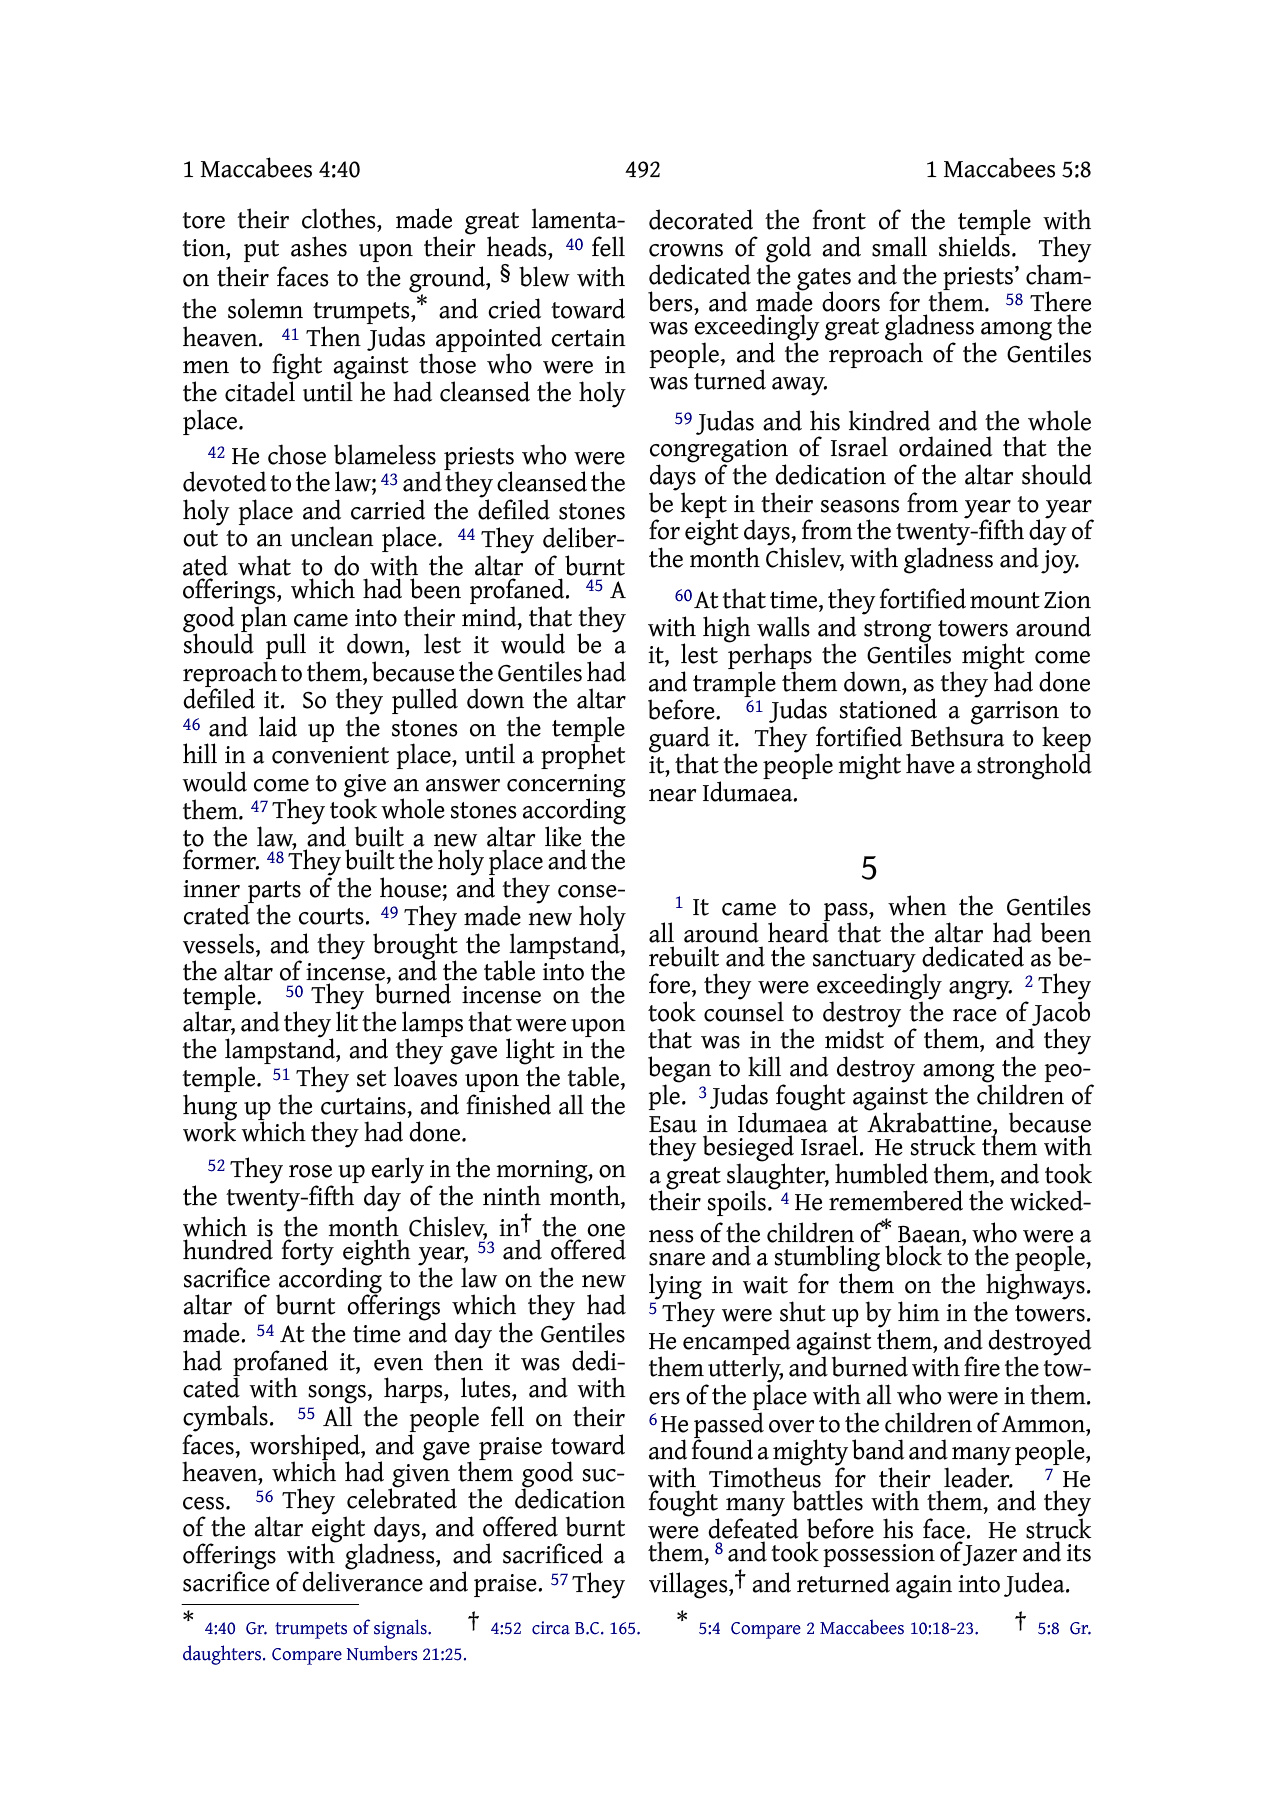 1 Maccabees 4:40 492 1 Maccabees 5:8
tore their clothes, made great lamenta-
tion, put ashes upon their heads, 40 fell
on their faces to the ground, § blew with
the solemn trumpets,* and cried toward
heaven. 41 Then Judas appointed certain
men to fight against those who were in
the citadel until he had cleansed the holy
place.
42 He chose blameless priests who were
devoted to the law; 43 and they cleansed the
holy place and carried the defiled stones
out to an unclean place. 44 They deliber-
ated what to do with the altar of burnt
offerings, which had been profaned. 45 A
good plan came into their mind, that they
should pull it down, lest it would be a
reproach to them, because the Gentiles had
defiled it. So they pulled down the altar
46 and laid up the stones on the temple
hill in a convenient place, until a prophet
would come to give an answer concerning
them. 47 They took whole stones according
to the law, and built a new altar like the
former. 48 They built the holy place and the
inner parts of the house; and they conse-
crated the courts. 49 They made new holy
vessels, and they brought the lampstand,
the altar of incense, and the table into the
temple. 50 They burned incense on the
altar, and they lit the lamps that were upon
the lampstand, and they gave light in the
temple. 51 They set loaves upon the table,
hung up the curtains, and finished all the
work which they had done.
52 They rose up early in the morning, on
the twenty-fifth day of the ninth month,
which is the month Chislev, in† the one
hundred forty eighth year, 53 and offered
sacrifice according to the law on the new
altar of burnt offerings which they had
made. 54 At the time and day the Gentiles
had profaned it, even then it was dedi-
cated with songs, harps, lutes, and with
cymbals. 55 All the people fell on their
faces, worshiped, and gave praise toward
heaven, which had given them good suc-
cess. 56 They celebrated the dedication
of the altar eight days, and offered burnt
offerings with gladness, and sacrificed a
sacrifice of deliverance and praise. 57 They
decorated the front of the temple with
crowns of gold and small shields. They
dedicated the gates and the priests’ cham-
bers, and made doors for them. 58 There
was exceedingly great gladness among the
people, and the reproach of the Gentiles
was turned away.
59 Judas and his kindred and the whole
congregation of Israel ordained that the
days of the dedication of the altar should
be kept in their seasons from year to year
for eight days, from the twenty-fifth day of
the month Chislev, with gladness and joy.
60 At that time, they fortified mount Zion
with high walls and strong towers around
it, lest perhaps the Gentiles might come
and trample them down, as they had done
before. 61 Judas stationed a garrison to
guard it. They fortified Bethsura to keep
it, that the people might have a stronghold
near Idumaea.
5
1 It came to pass, when the Gentiles
all around heard that the altar had been
rebuilt and the sanctuary dedicated as be-
fore, they were exceedingly angry. 2 They
took counsel to destroy the race of Jacob
that was in the midst of them, and they
began to kill and destroy among the peo-
ple. 3 Judas fought against the children of
Esau in Idumaea at Akrabattine, because
they besieged Israel. He struck them with
a great slaughter, humbled them, and took
their spoils. 4 He remembered the wicked-
ness of the children of* Baean, who were a
snare and a stumbling block to the people,
lying in wait for them on the highways.
5 They were shut up by him in the towers.
He encamped against them, and destroyed
them utterly, and burned with fire the tow-
ers of the place with all who were in them.
6 He passed over to the children of Ammon,
and found a mighty band and many people,
with Timotheus for their leader. 7 He
fought many battles with them, and they
were defeated before his face. He struck
them, 8 and took possession of Jazer and its
villages,† and returned again into Judea.
* 4:40 Gr. trumpets of signals. † 4:52 circa B.C. 165. * 5:4 Compare 2 Maccabees 10:18-23. † 5:8 Gr.
daughters. Compare Numbers 21:25.